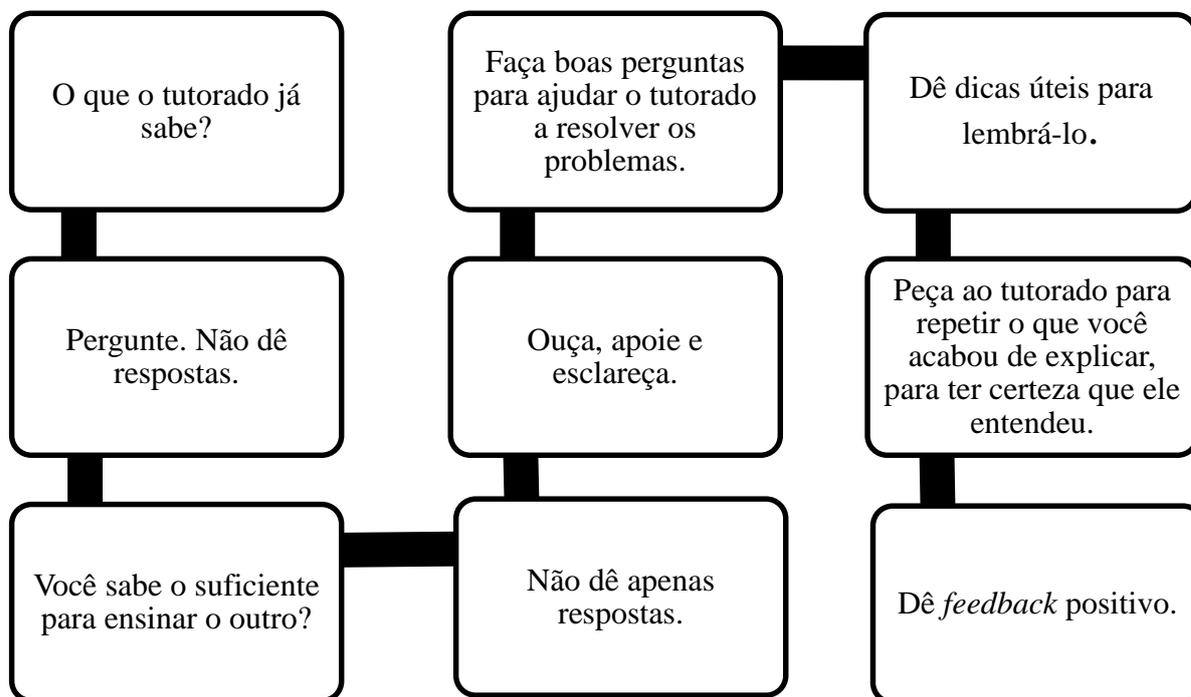 O que o tutorado já
sabe?
Pergunte. Não dê
respostas.
Você sabe o suficiente
para ensinar o outro?
Não dê apenas
respostas.
Ouça, apoie e
esclareça.
Faça boas perguntas
para ajudar o tutorado
a resolver os
problemas.
Dê dicas úteis para
lembrá-lo.
Peça ao tutorado para
repetir o que você
acabou de explicar,
para ter certeza que ele
entendeu.
Dê feedback positivo.